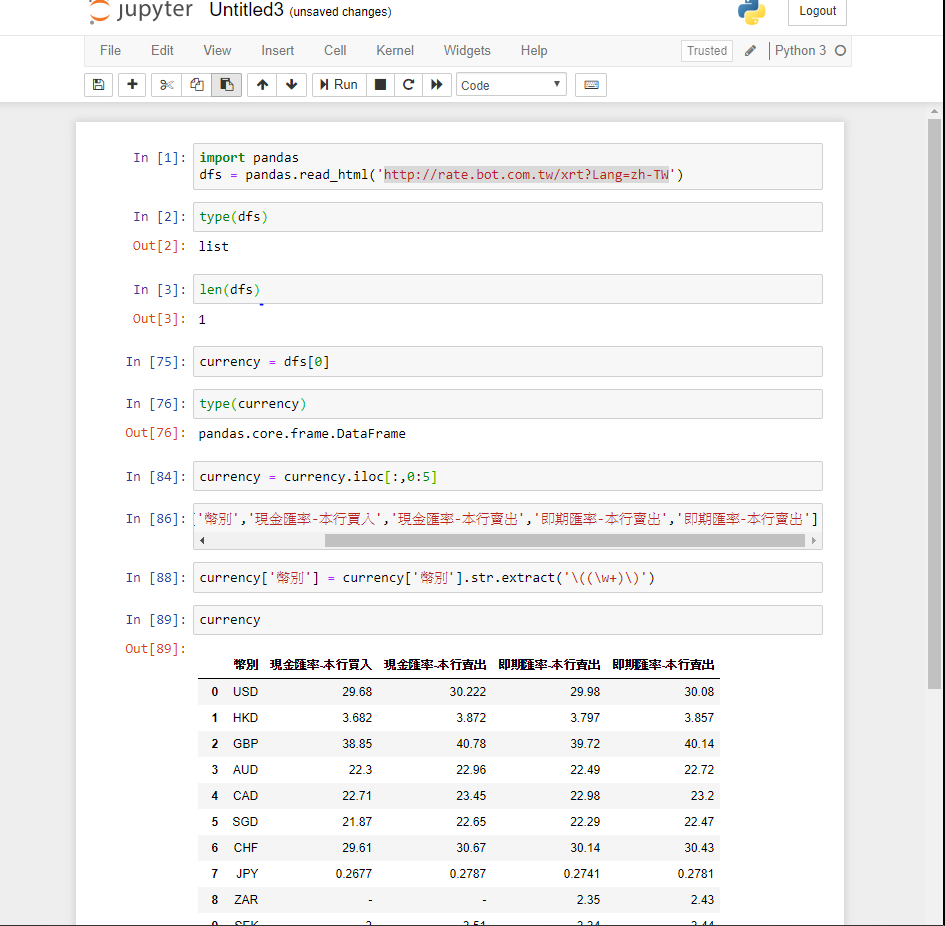 jupyter Untitled3 (unsaved changes) Logout
File Edit View Insert Cell Kernel Widgets Help Trusted Python 3
Run Code
In [1]: import pandas
dfs = pandas.read_html('http://rate.bot.com.tw/xrt?Lang=zh-TW')
In [2]: type(dfs)
Out[2]: list
In [3]: len(dfs)
Out[3]: 1
In [75]: currency = dfs[0]
In [76]: type(currency)
Out[76]: pandas.core.frame.DataFrame
In [84]: currency = currency.iloc[:,0:5]
In [86]: ['幣別','現金匯率-本行買入','現金匯率-本行賣出','即期匯率-本行賣出','即期匯率-本行賣出']
In [88]: currency['幣別'] = currency['幣別'].str.extract('\((\w+)\)')
In [89]: currency
Out[89]:
幣別 現金匯率-本行買入 現金匯率-本行賣出 即期匯率-本行賣出 即期匯率-本行賣出
0 USD 29.68 30.222 29.98 30.08
1 HKD 3.682 3.872 3.797 3.857
2 GBP 38.85 40.78 39.72 40.14
3 AUD 22.3 22.96 22.49 22.72
4 CAD 22.71 23.45 22.98 23.2
5 SGD 21.87 22.65 22.29 22.47
6 CHF 29.61 30.67 30.14 30.43
7 JPY 0.2677 0.2787 0.2741 0.2781
8 ZAR - - 2.35 2.43